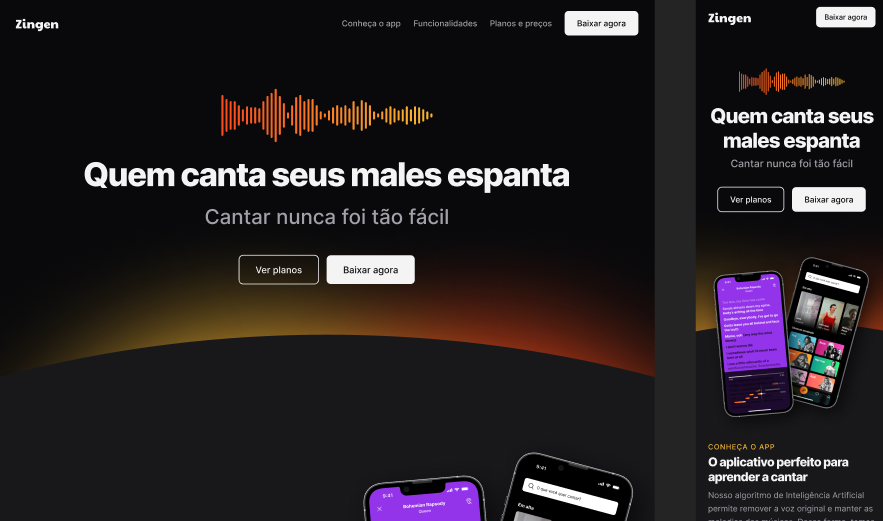 Zingen
Conheça o app
Funcionalidades
Planos e preços
Baixar agora
Quem canta seus males espanta
Cantar nunca foi tão fácil
Ver planos
Baixar agora
9:41
Bohemian Rhapsody
Queen
9:41
O que você quer cantar?
Em alta
Zingen
Baixar agora
Quem canta seus
males espanta
Cantar nunca foi tão fácil
Ver planos
Baixar agora
Bohemian Rhapsody
CONHEÇA O APP
O aplicativo perfeito para
aprender a cantar
Nosso algoritmo de Inteligência Artificial
permite remover a voz original e manter as